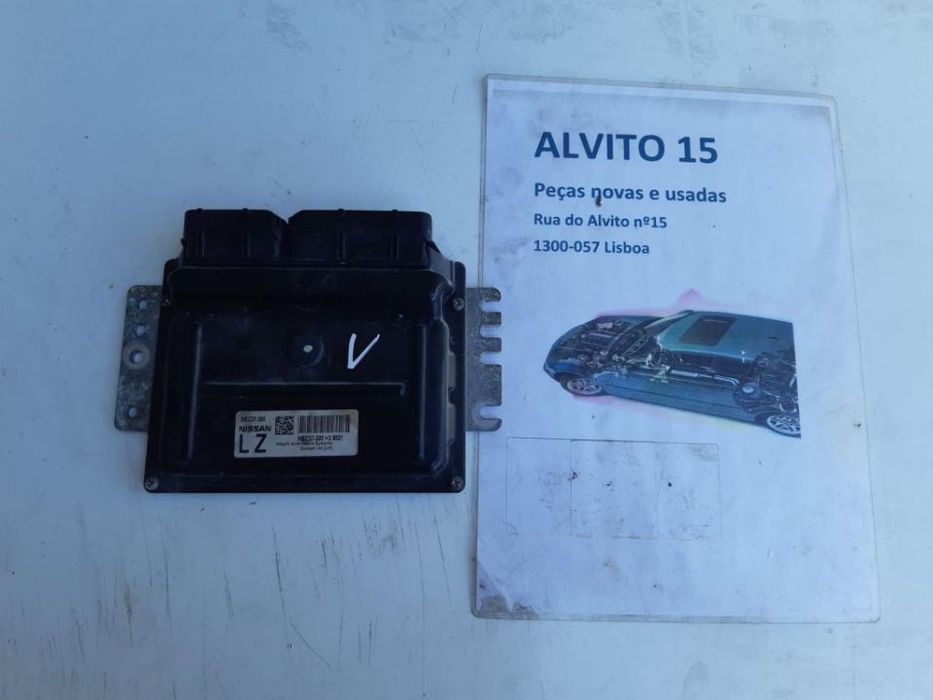 ALVITO 15
Peças novas e usadas
Rua do Alvito nº15
1300-057 Lisboa
V
NISSAN
LZ